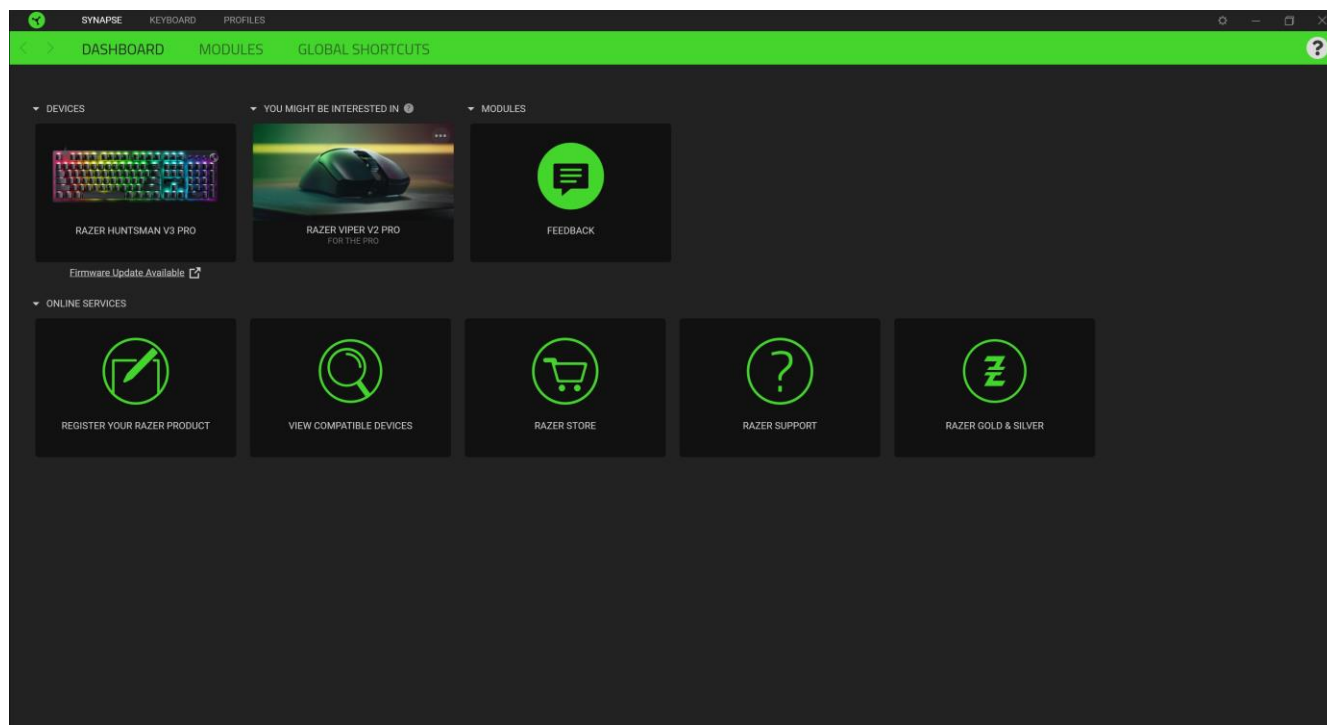 SYNAPSE KEYBOARD PROFILES
DASHBOARD MODULES GLOBAL SHORTCUTS
?
DEVICES
YOU MIGHT BE INTERESTED IN ?
MODULES
RAZER HUNTSMAN V3 PRO
RAZER VIPER V2 PRO
FOR THE PRO
FEEDBACK
Firmware Update Available
ONLINE SERVICES
REGISTER YOUR RAZER PRODUCT
VIEW COMPATIBLE DEVICES
RAZER STORE
RAZER SUPPORT
RAZER GOLD & SILVER